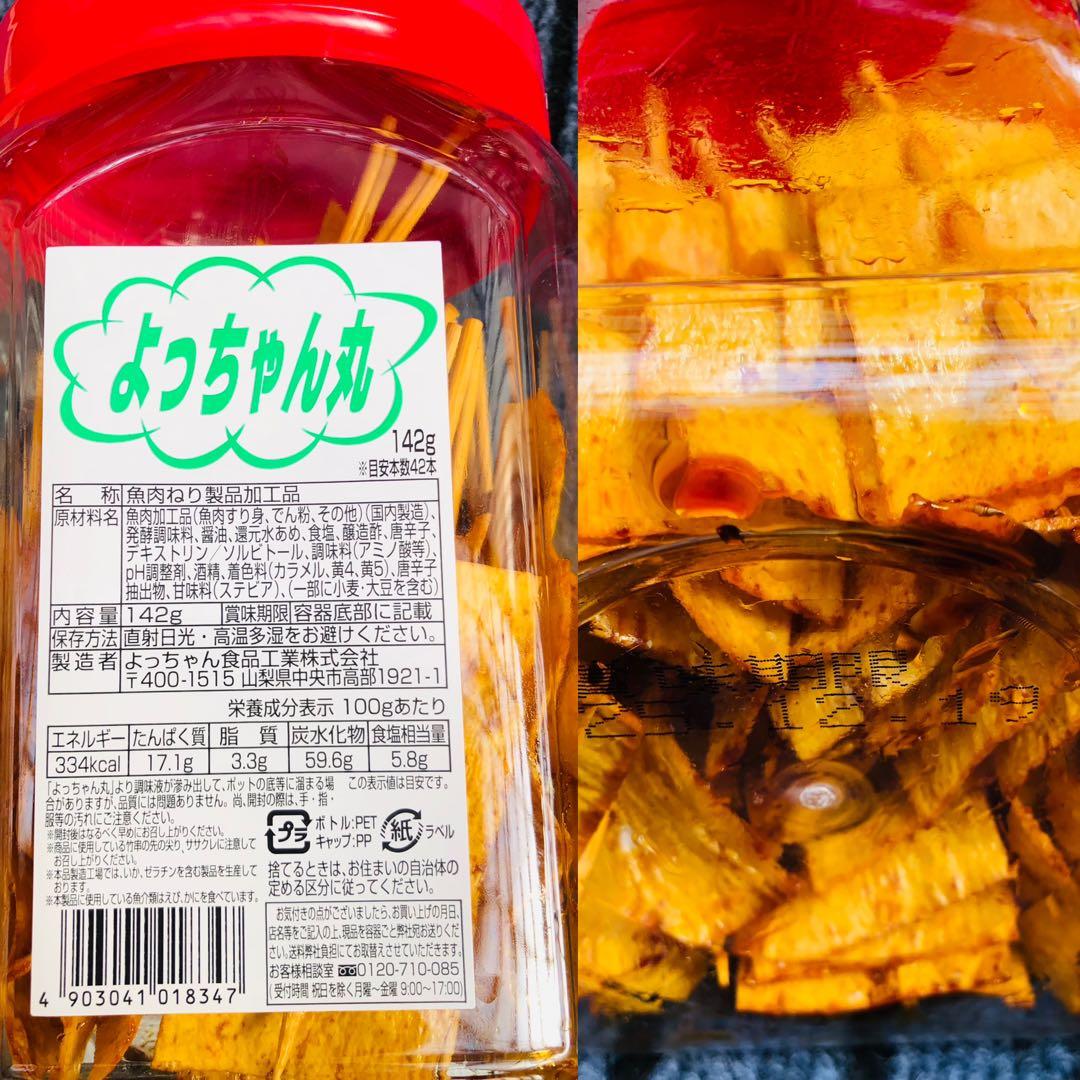 よっちゃん丸
142g
※目安本数42本
名 称 魚肉ねり製品加工品
原材料名 魚肉加工品(魚肉すり身、でん粉、その他)(国内製造)、
発酵調味料、醤油、還元水あめ、食塩、醸造酢、唐辛子、
デキストリン/ソルビトール、調味料(アミノ酸等)、
pH調整剤、酒精、着色料(カラメル、黄4、黄5)、唐辛子
抽出物、甘味料(ステビア)、(一部に小麦・大豆を含む)
内容量 142g 賞味期限 容器底部に記載
保存方法 直射日光・高温多湿をお避けください。
製造者 よっちゃん食品工業株式会社
〒400-1515 山梨県中央市高部1921-1
栄養成分表示 100gあたり
エネルギー たんぱく質 脂 質 炭水化物 食塩相当量
334kcal 17.1g 3.3g 59.6g 5.8g
「よっちゃん丸」より調味液が滲み出して、ポットの底等に溜まる場 この表示値は目安です。
合がありますが、品質には問題ありません。尚、開封の際は、手・指・
服等の汚れにご注意ください。
※開封後はなるべく早めにお召し上がりください。
※商品に使用している竹串の先の尖り、ササクレに注意して
お召し上がりください。
※本品製造工場では、いか、ゼラチンを含む製品を生産して
おります。
※本製品に使用している魚介類はえび、かにを食べています。
プラ ボトル:PET
キャップ:PP
紙 ラベル
捨てるときは、お住まいの自治体の
定める区分に従ってください。
お気付きの点がございましたら、お買い上げの月日、
店名等をご記入の上、現品を容器ごと弊社宛お送りくだ
さい。送料弊社負担にてお取替えさせていただきます。
お客様相談室 0120-710-085
(受付時間 祝日を除く月曜~金曜 9:00~17:00)
4 903041 018347
25.12.19